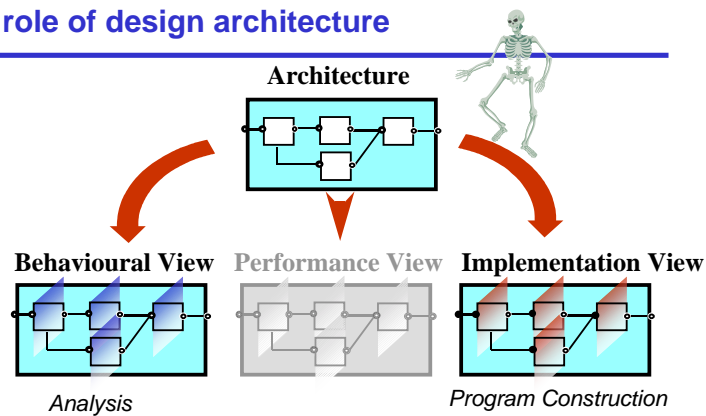 role of design architecture
Architecture
Behavioural View
Performance View
Implementation View
Analysis
Program Construction